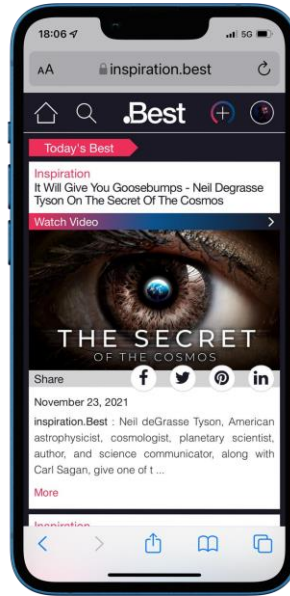 18:06
5G
AA
inspiration.best
.Best
Today's Best
Inspiration
It Will Give You Goosebumps - Neil Degrasse
Tyson On The Secret Of The Cosmos
Watch Video
THE SECRET
OF THE COSMOS
Share
November 23, 2021
inspiration.Best : Neil deGrasse Tyson, American
astrophysicist, cosmologist, planetary scientist,
author, and science communicator, along with
Carl Sagan, give one of t ...
More
Inspiration